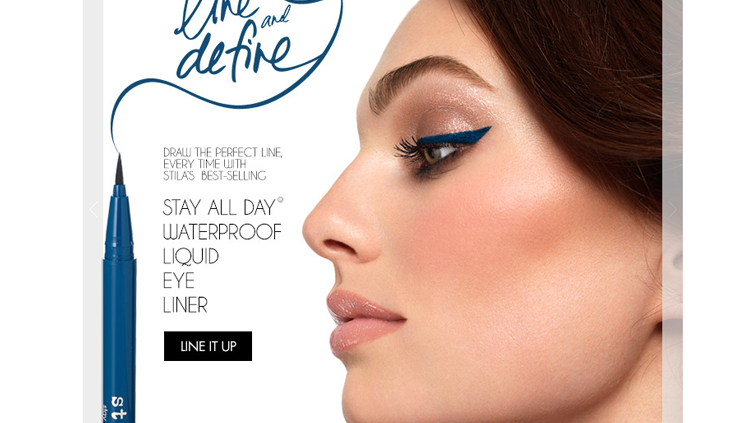 line and
define
DRAW THE PERFECT LINE,
EVERY TIME WITH
STILA'S BEST-SELLING
STAY ALL DAY®
WATERPROOF
LIQUID
EYE
LINER
LINE IT UP
st
stay